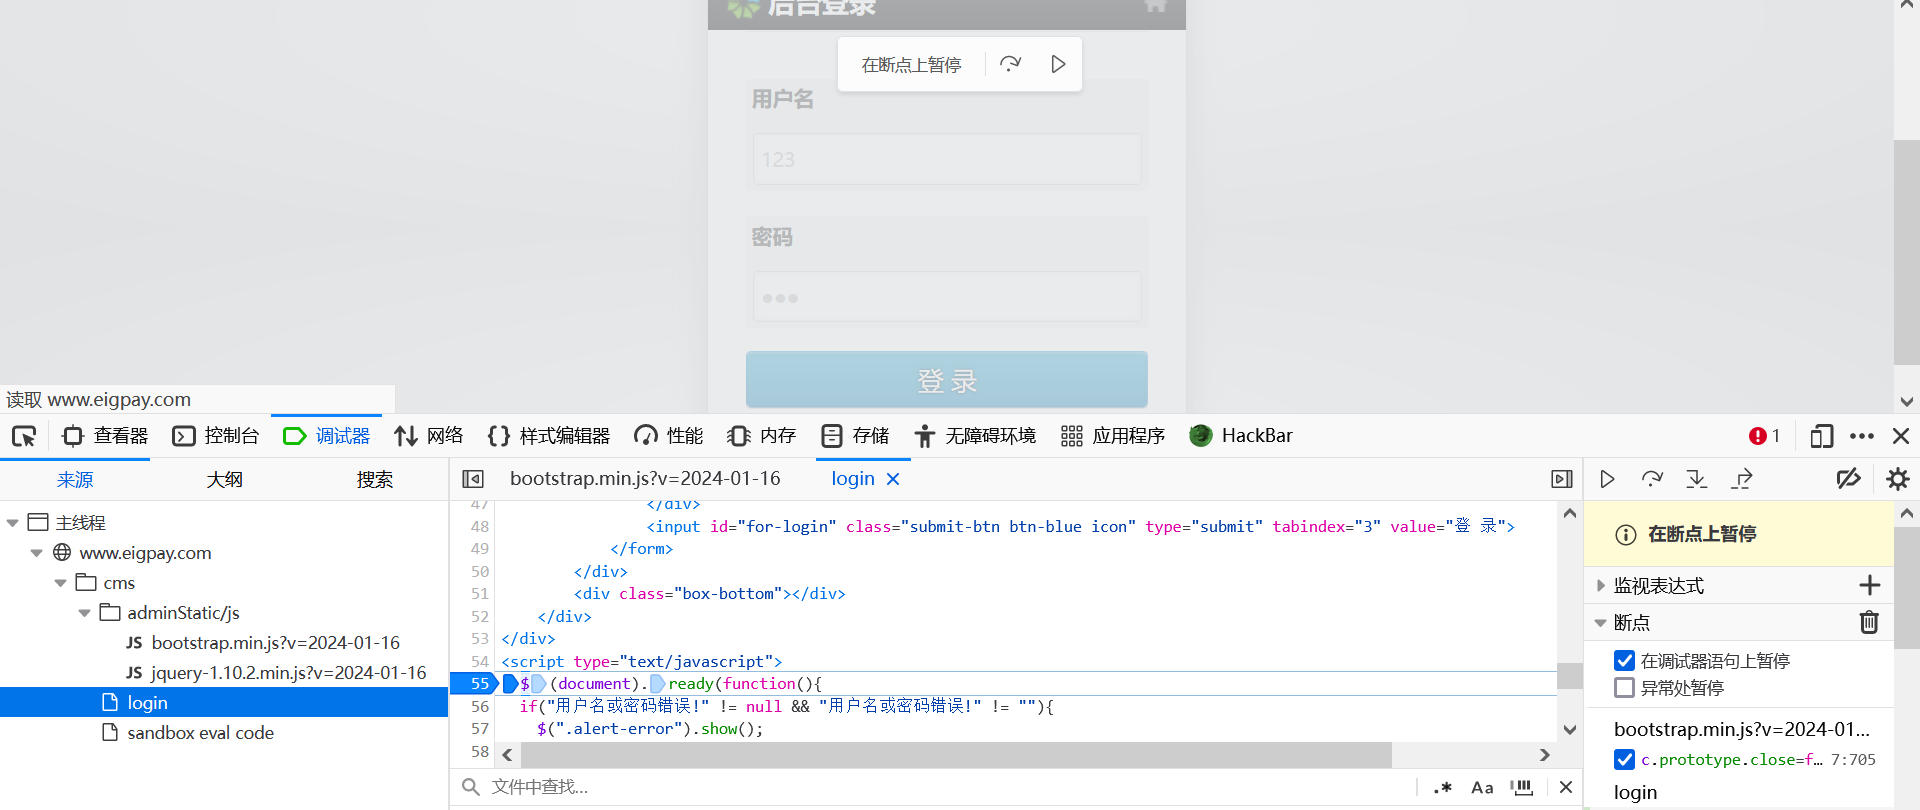 后台登录
在断点上暂停
用户名
123
密码
登 录
读取 www.eigpay.com
查看器 控制台 调试器 网络 样式编辑器 性能 内存 存储 无障碍环境 应用程序 HackBar 1
来源 大纲 搜索
bootstrap.min.js?v=2024-01-16 login
主线程
www.eigpay.com
cms
adminStatic/js
JS bootstrap.min.js?v=2024-01-16
JS jquery-1.10.2.min.js?v=2024-01-16
login
sandbox eval code
47 </div>
48 <input id="for-login" class="submit-btn btn-blue icon" type="submit" tabindex="3" value="登 录">
49 </form>
50 </div>
51 <div class="box-bottom"></div>
52 </div>
53 </div>
54 <script type="text/javascript">
55 $(document).ready(function(){
56 if("用户名或密码错误!" != null && "用户名或密码错误!" != ""){
57 $(".alert-error").show();
58
文件中查找...
.* Aa
在断点上暂停
监视表达式
断点
在调试器语句上暂停
异常处暂停
bootstrap.min.js?v=2024-01...
c.prototype.close=f… 7:705
login